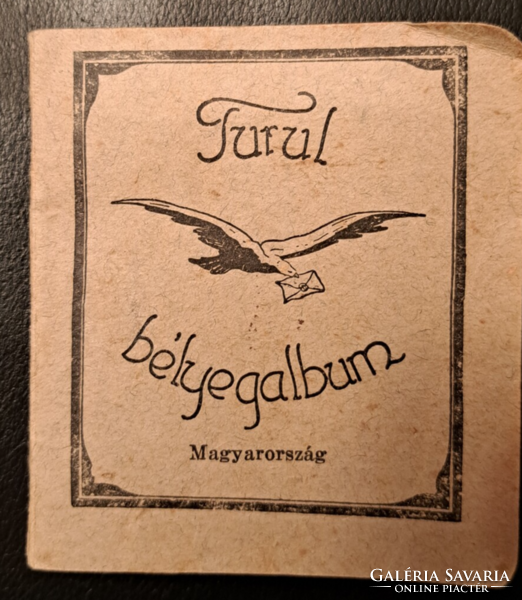 Turul
bélyegalbum
Magyarország
GALÉRIA SAVARIA
ONLINE PIACTÉR